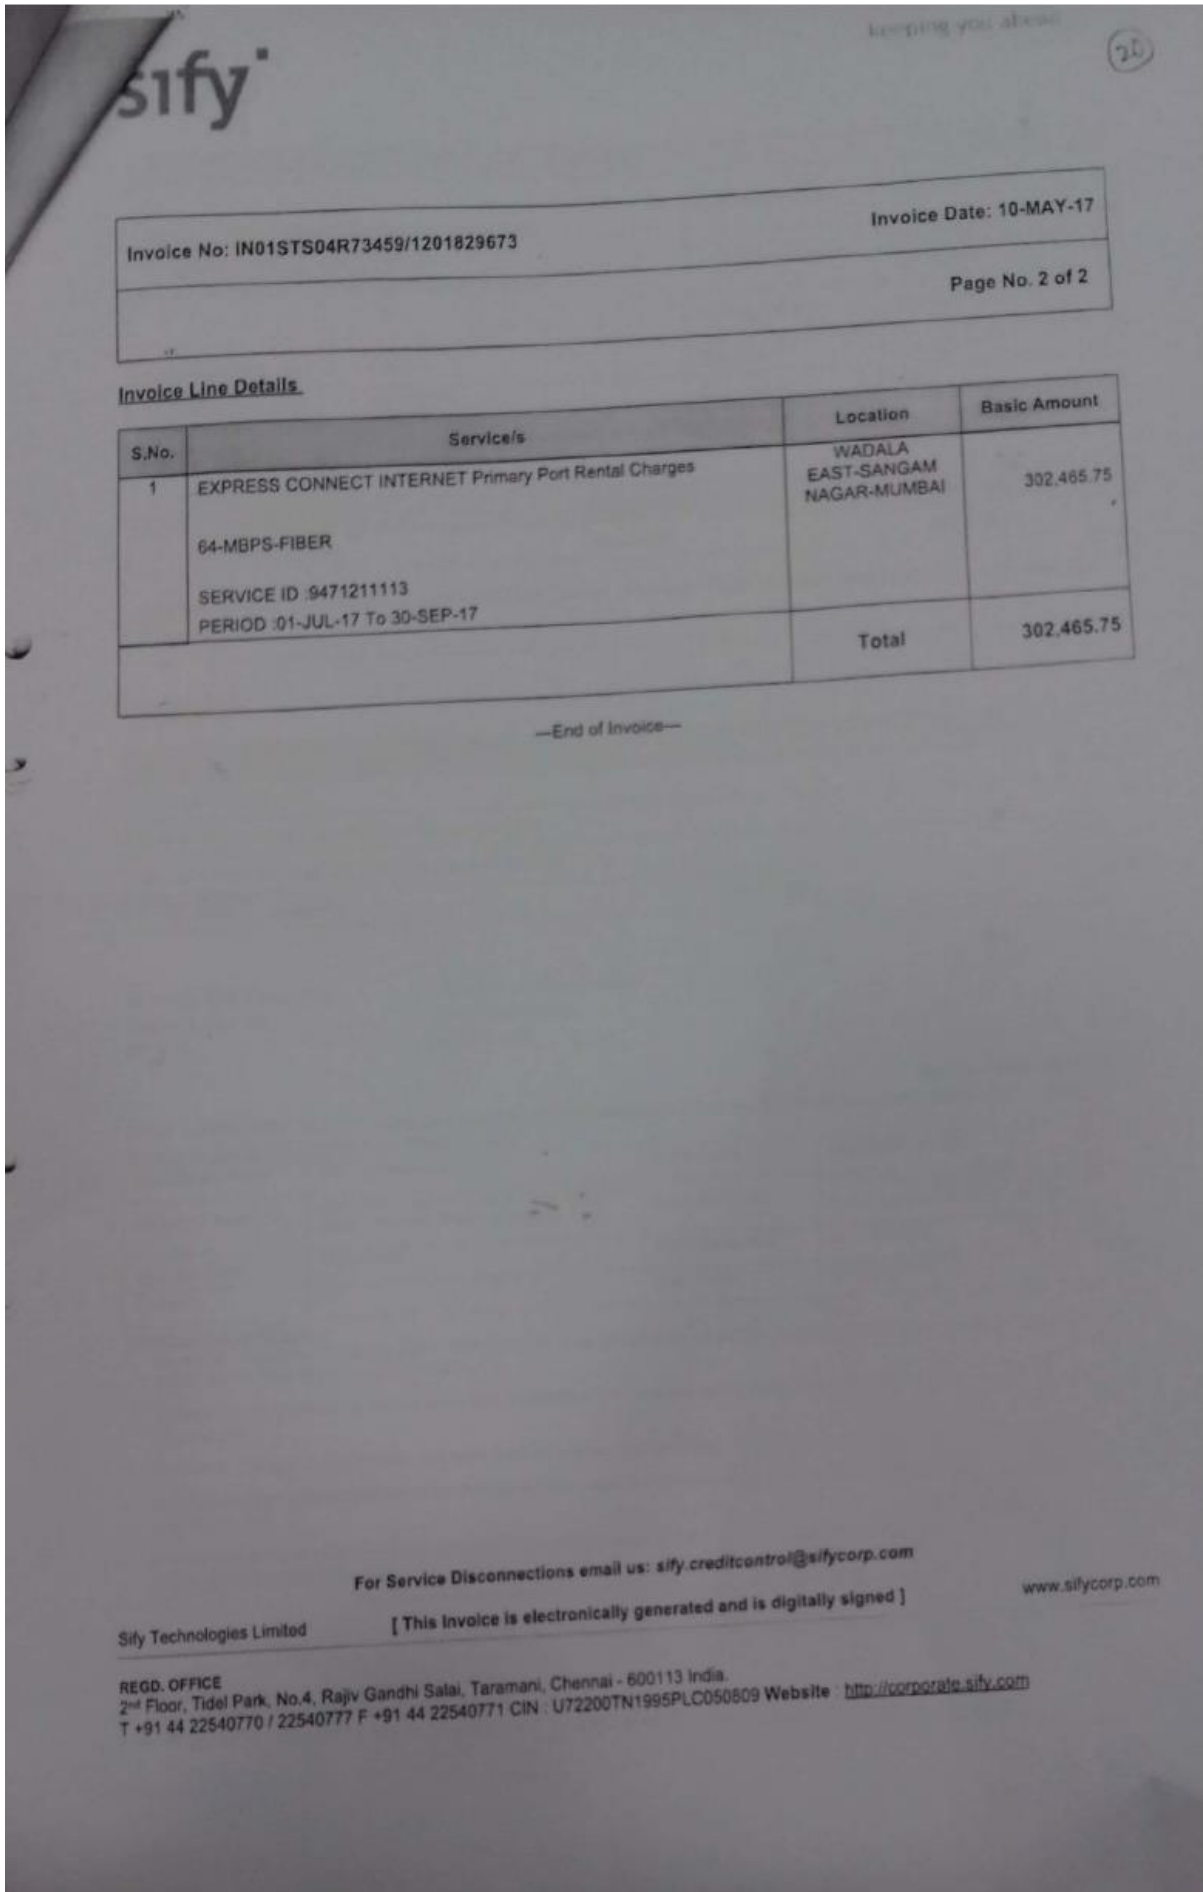 keeping you ahead
20
sify
Invoice No: IN01STS04R73459/1201829673
Invoice Date: 10-MAY-17
Page No. 2 of 2
Invoice Line Details
S.No. Service/s Location Basic Amount
1 EXPRESS CONNECT INTERNET Primary Port Rental Charges WADALA
EAST-SANGAM
NAGAR-MUMBAI 302,465.75
64-MBPS-FIBER
SERVICE ID :9471211113
PERIOD :01-JUL-17 To 30-SEP-17
Total 302,465.75
—End of Invoice—
For Service Disconnections email us: sify.creditcontrol@sifycorp.com
Sify Technologies Limited [ This Invoice is electronically generated and is digitally signed ] www.sifycorp.com
REGD. OFFICE
2nd Floor, Tidel Park, No.4, Rajiv Gandhi Salai, Taramani, Chennai - 600113 India.
T +91 44 22540770 / 22540777 F +91 44 22540771 CIN : U72200TN1995PLC050809 Website : http://corporate.sify.com